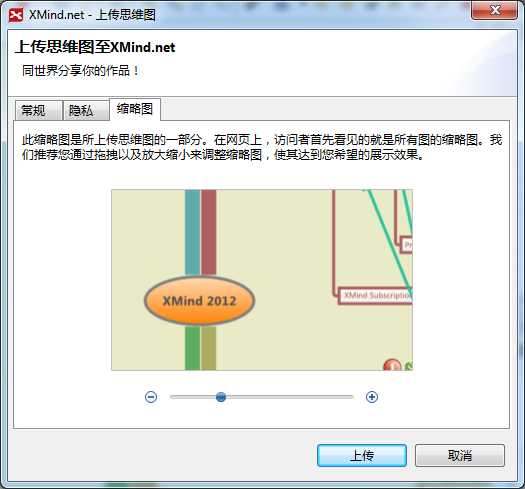 XMind.net - 上传思维图
上传思维图至XMind.net
同世界分享你的作品！
常规 隐私 缩略图
此缩略图是所上传思维图的一部分。在网页上，访问者首先看见的就是所有图的缩略图。我
们推荐您通过拖拽以及放大缩小来调整缩略图，使其达到您希望的展示效果。
Pr
XMind Subscription
XMind 2012
上传 取消